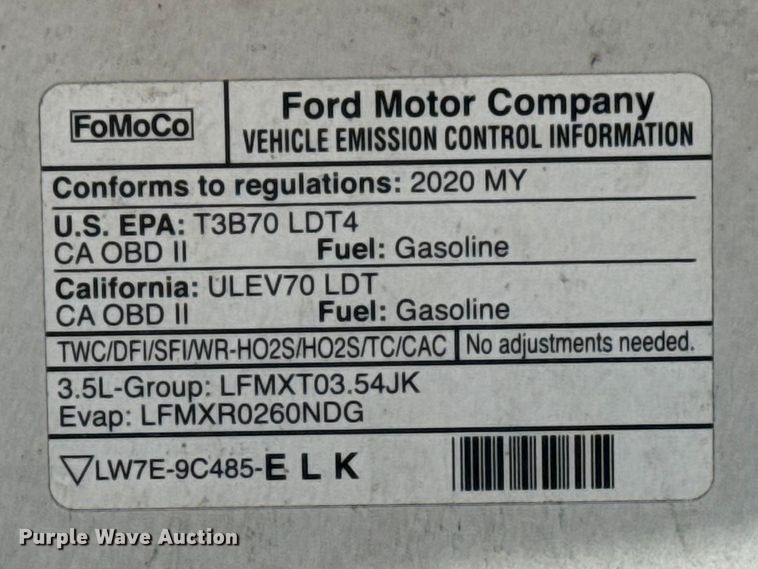 FoMoCo
Ford Motor Company
VEHICLE EMISSION CONTROL INFORMATION
Conforms to regulations: 2020 MY
U.S. EPA: T3B70 LDT4
CA OBD II Fuel: Gasoline
California: ULEV70 LDT
CA OBD II Fuel: Gasoline
TWC/DFI/SFI/WR-HO2S/HO2S/TC/CAC No adjustments needed.
3.5L-Group: LFMXT03.54JK
Evap: LFMXR0260NDG
▽LW7E-9C485-E L K
Purple Wave Auction